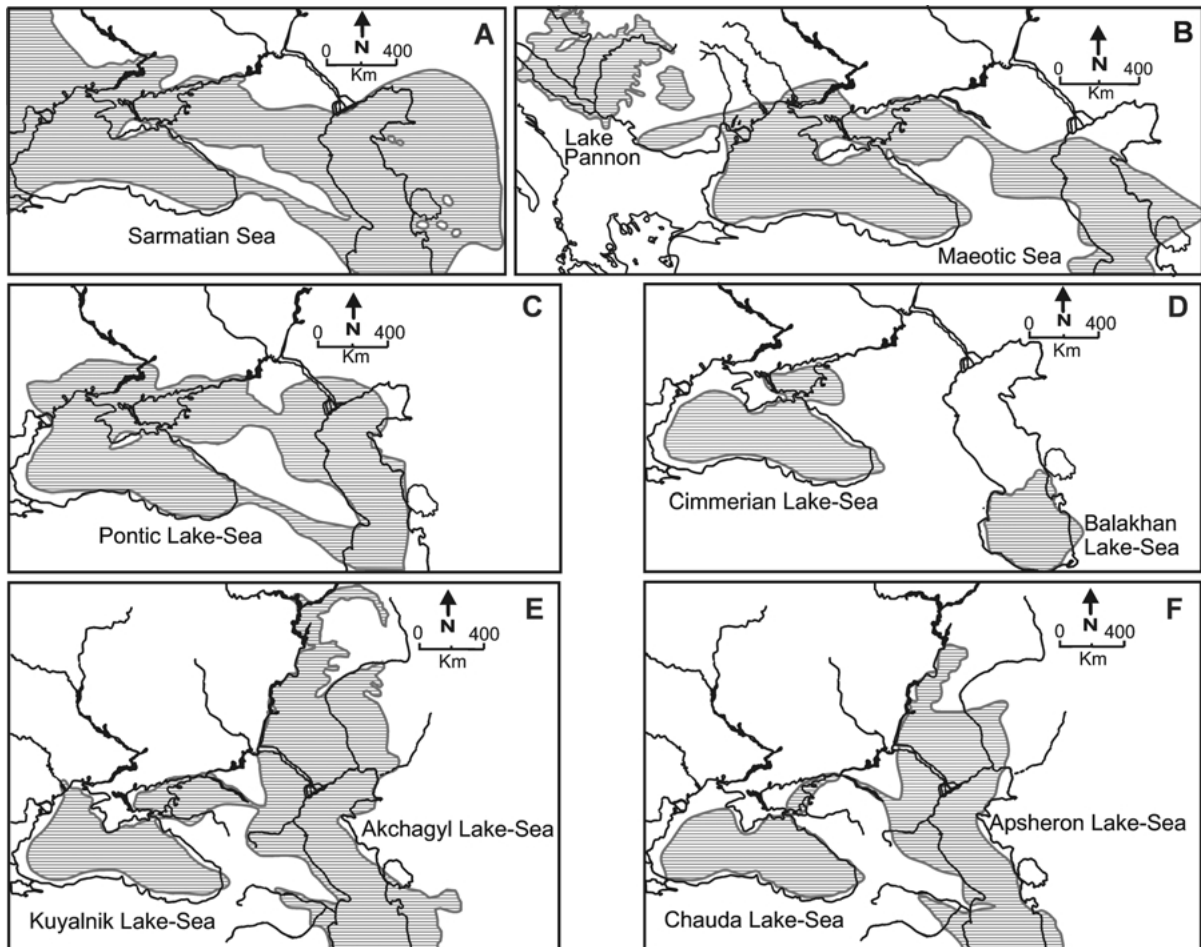 A
N
0 400
Km
Sarmatian Sea
B
N
0 400
Km
Lake
Pannon
Maeotic Sea
C
N
0 400
Km
Pontic Lake-Sea
D
N
0 400
Km
Cimmerian Lake-Sea
Balakhan
Lake-Sea
E
N
0 400
Km
Akchagyl Lake-Sea
Kuyalnik Lake-Sea
F
N
0 400
Km
Apsheron Lake-Sea
Chauda Lake-Sea